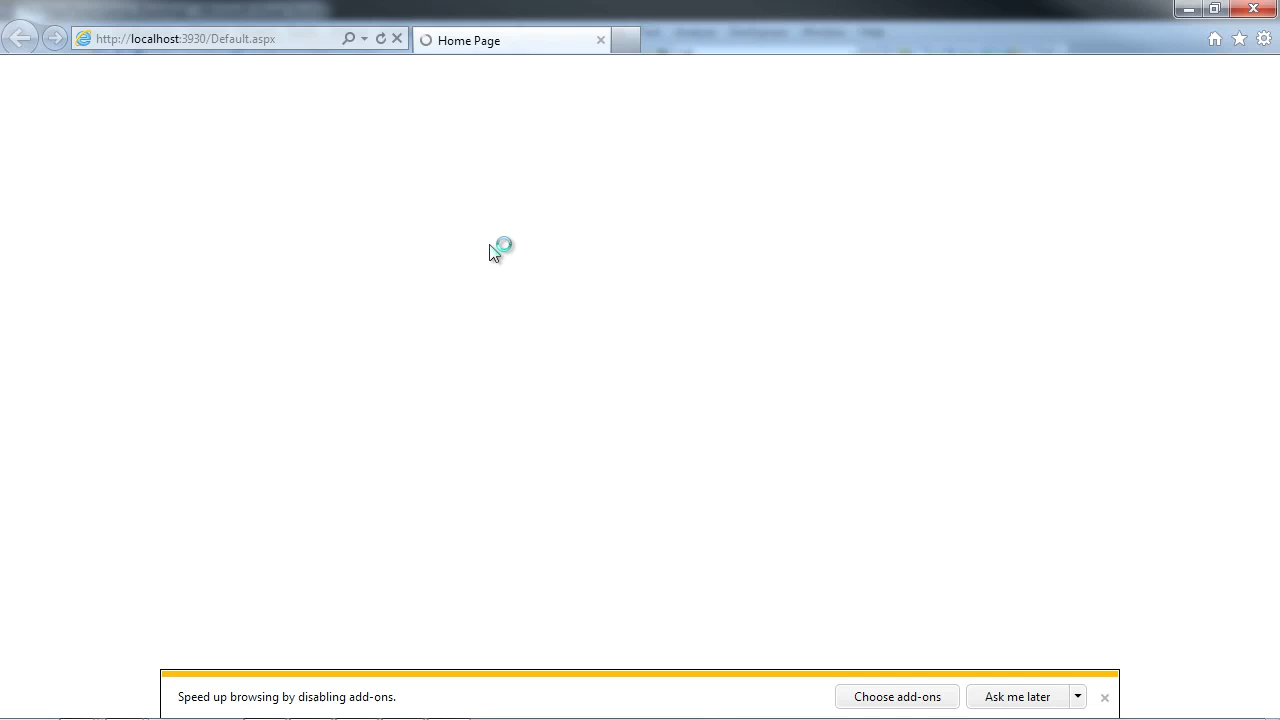 http://localhost:3930/Default.aspx
Home Page
Speed up browsing by disabling add-ons.
Choose add-ons
Ask me later